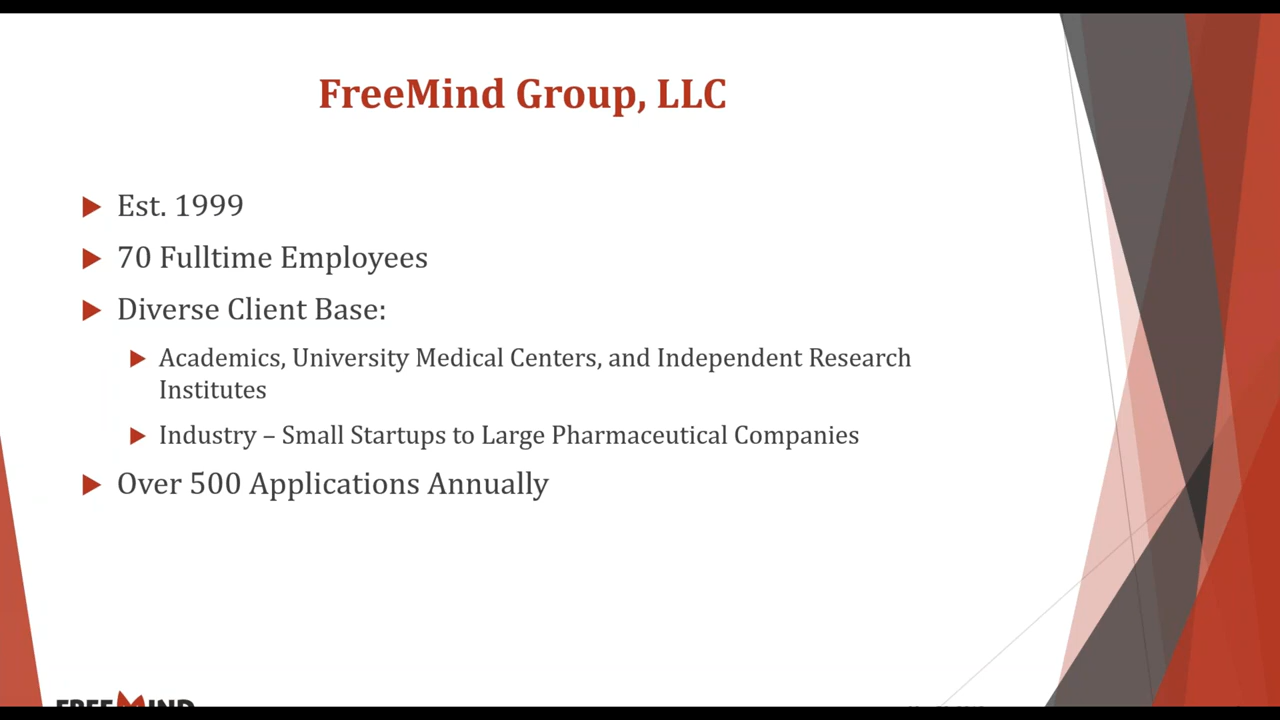 FreeMind Group, LLC
Est. 1999
70 Fulltime Employees
Diverse Client Base:
Academics, University Medical Centers, and Independent Research
Institutes
Industry – Small Startups to Large Pharmaceutical Companies
Over 500 Applications Annually
FREEMIND